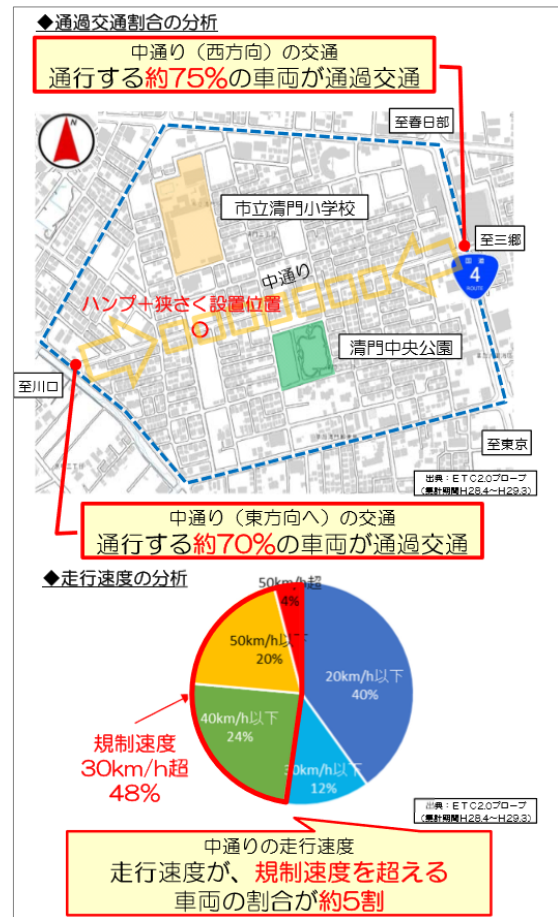 ◆通過交通割合の分析
中通り（西方向）の交通
通行する約75%の車両が通過交通
N
至春日部
市立清門小学校
至三郷
国道
4
ROUTE
中通り
ハンプ＋狭さく設置位置
清門中央公園
至川口
至東京
出典：ＥＴＣ2.0プローブ
（集計期間H28.4～H29.3）
中通り（東方向へ）の交通
通行する約70%の車両が通過交通
◆走行速度の分析
50km/h超
4%
50km/h以下
20%
20km/h以下
40%
40km/h以下
24%
30km/h以下
12%
規制速度
30km/h超
48%
出典：ＥＴＣ2.0プローブ
（集計期間H28.4～H29.3）
中通りの走行速度
走行速度が、規制速度を超える
車両の割合が約5割